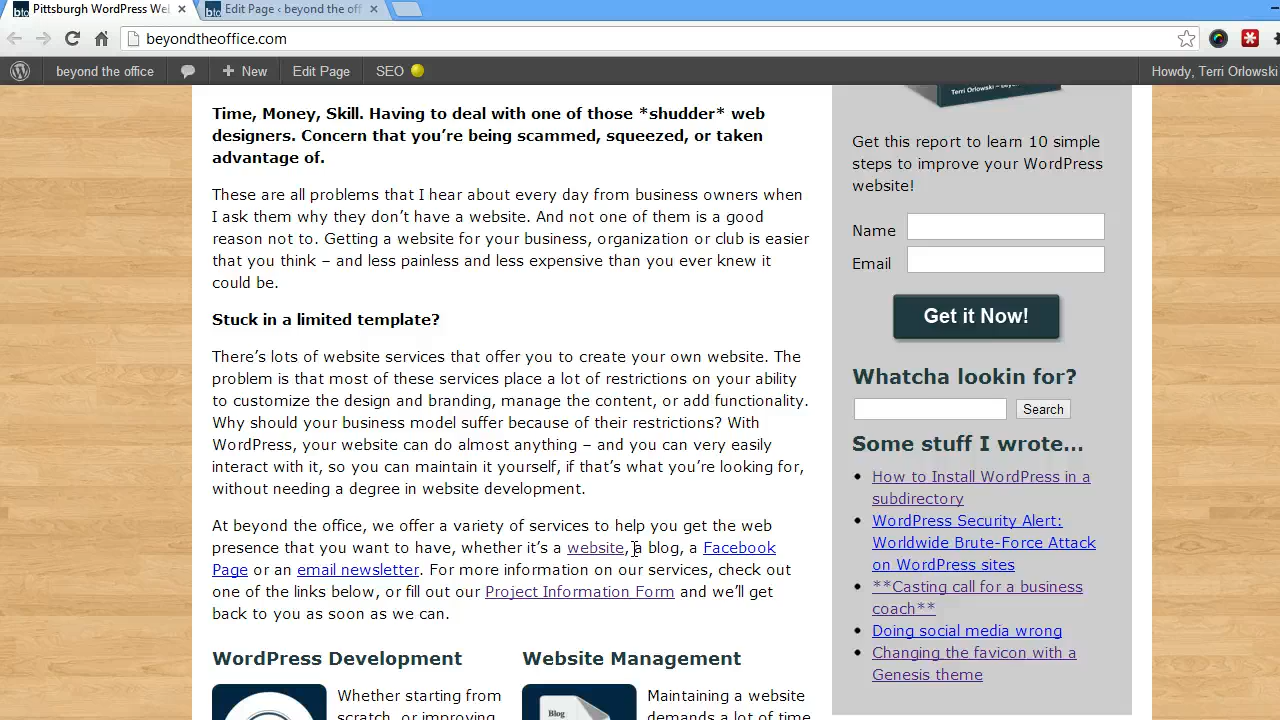 Pittsburgh WordPress We
Edit Page ‹ beyond the off
beyondtheoffice.com
beyond the office
New
Edit Page
SEO
Howdy, Terri Orlowski
Time, Money, Skill. Having to deal with one of those *shudder* web
designers. Concern that you’re being scammed, squeezed, or taken
advantage of.
These are all problems that I hear about every day from business owners when
I ask them why they don’t have a website. And not one of them is a good
reason not to. Getting a website for your business, organization or club is easier
that you think – and less painless and less expensive than you ever knew it
could be.
Stuck in a limited template?
There’s lots of website services that offer you to create your own website. The
problem is that most of these services place a lot of restrictions on your ability
to customize the design and branding, manage the content, or add functionality.
Why should your business model suffer because of their restrictions? With
WordPress, your website can do almost anything – and you can very easily
interact with it, so you can maintain it yourself, if that’s what you’re looking for,
without needing a degree in website development.
At beyond the office, we offer a variety of services to help you get the web
presence that you want to have, whether it’s a website, a blog, a Facebook
Page or an email newsletter. For more information on our services, check out
one of the links below, or fill out our Project Information Form and we’ll get
back to you as soon as we can.
WordPress Development
Whether starting from
scratch, or improving
Website Management
Blog
Maintaining a website
demands a lot of time
Terri Orlowski – bey
Get this report to learn 10 simple
steps to improve your WordPress
website!
Name
Email
Get it Now!
Whatcha lookin for?
Search
Some stuff I wrote…
How to Install WordPress in a
subdirectory
WordPress Security Alert:
Worldwide Brute-Force Attack
on WordPress sites
**Casting call for a business
coach**
Doing social media wrong
Changing the favicon with a
Genesis theme